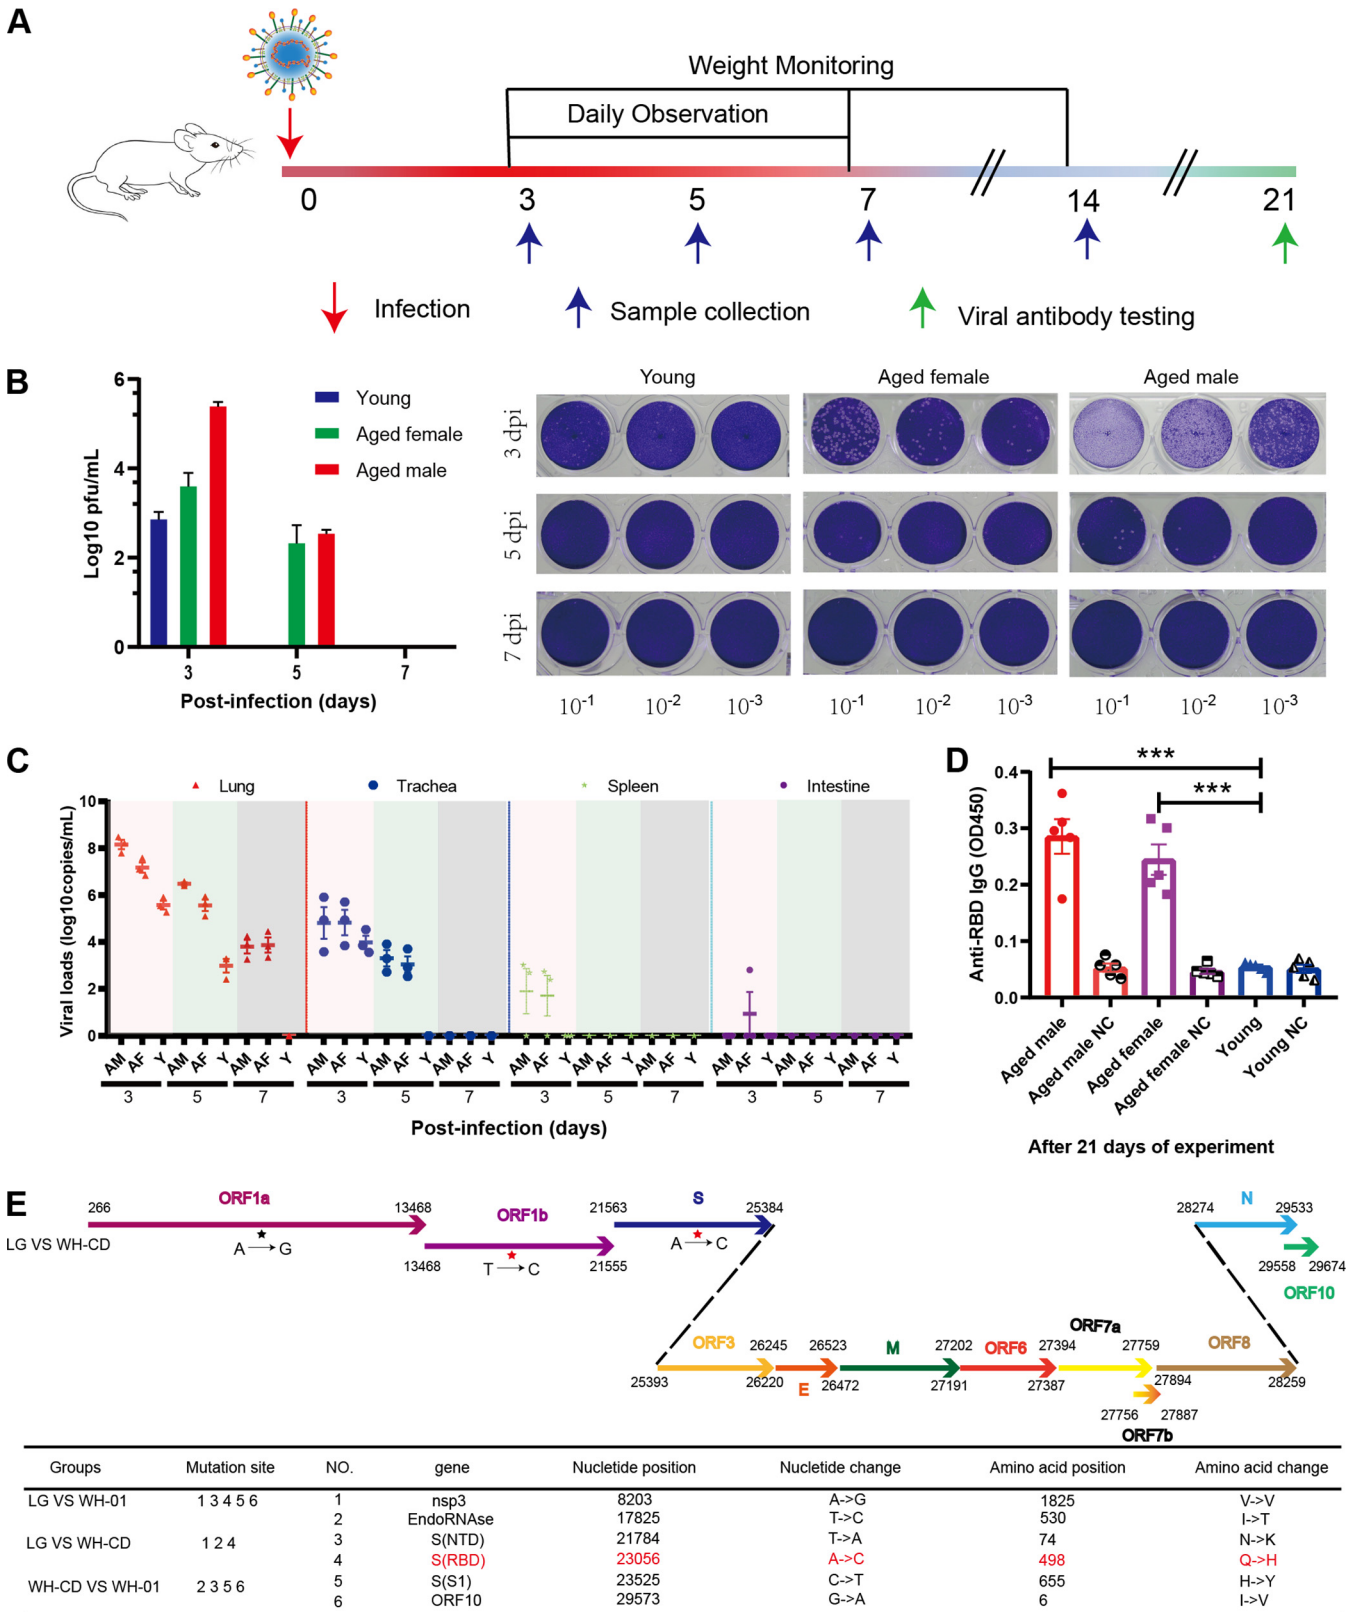 A
Weight Monitoring
Daily Observation
0 3 5 7 14 21
Infection Sample collection Viral antibody testing
B
6
4
2
0
Log10 pfu/mL
Young
Aged female
Aged male
3 5 7
Post-infection (days)
Young Aged female Aged male
3 dpi
5 dpi
7 dpi
10-1 10-2 10-3 10-1 10-2 10-3 10-1 10-2 10-3
C
Lung Trachea Spleen Intestine
10
8
6
4
2
0
Viral loads (log10copies/mL)
AM AF Y AM AF Y AM AF Y AM AF Y AM AF Y AM AF Y AM AF Y AM AF Y AM AF Y AM AF Y AM AF Y AM AF Y
3 5 7 3 5 7 3 5 7 3 5 7
Post-infection (days)
D
***
***
0.4
0.3
0.2
0.1
0.0
Anti-RBD IgG (OD450)
Aged male
Aged male NC
Aged female
Aged female NC
Young
Young NC
After 21 days of experiment
E
266 ORF1a 13468 ORF1b 21563 S 25384 28274 N 29533
LG VS WH-CD A G 13468 T C 21555 A C 29558 29674
ORF10
ORF3 26245 26523 M 27202 ORF6 27394 ORF7a 27759 ORF8
25393 26220 E 26472 27191 27387 27894 28259
27756 27887
ORF7b
Groups Mutation site NO. gene Nucletide position Nucletide change Amino acid position Amino acid change
LG VS WH-01 1 3 4 5 6 1 nsp3 8203 A->G 1825 V->V
2 EndoRNAse 17825 T->C 530 I->T
LG VS WH-CD 1 2 4 3 S(NTD) 21784 T->A 74 N->K
4 S(RBD) 23056 A->C 498 Q->H
WH-CD VS WH-01 2 3 5 6 5 S(S1) 23525 C->T 655 H->Y
6 ORF10 29573 G->A 6 I->V